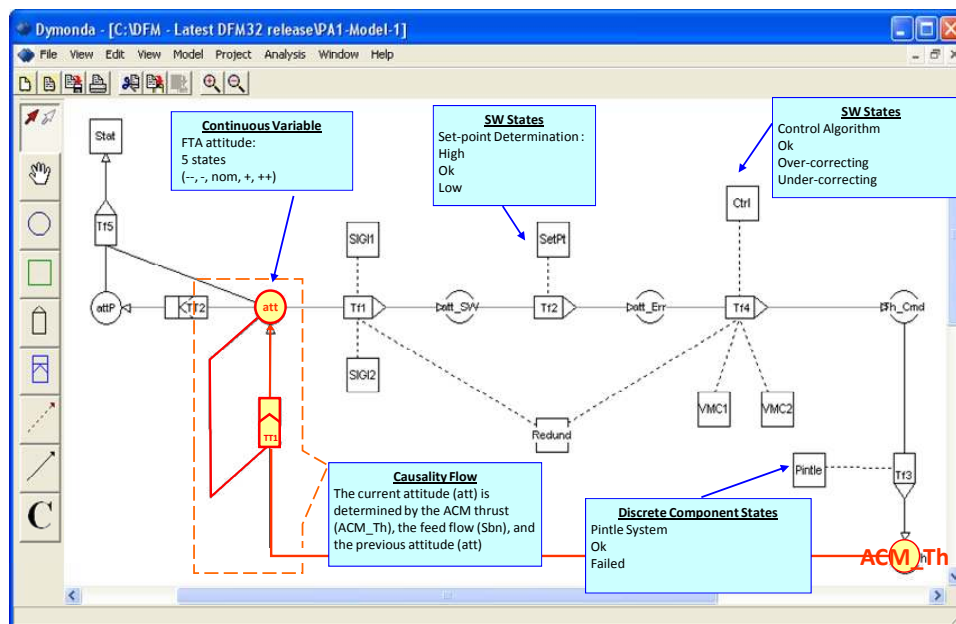 Dymonda - [C:\DFM - Latest DFM32 release\PA1-Model-1]
File View Edit View Model Project Analysis Window Help
Continuous Variable
FTA attitude:
5 states
(--, -, nom, +, ++)
SW States
Set-point Determination :
High
Ok
Low
SW States
Control Algorithm
Ok
Over-correcting
Under-correcting
Stat
Tf5
SIGI1
SetPt
Ctrl
attP
TT2
att
Tf1
att_SW
Tf2
att_Err
Tf4
Th_Cmd
SIGI2
VMC1
VMC2
TT1
Redund
Pintle
Tf3
Causality Flow
The current attitude (att) is
determined by the ACM thrust
(ACM_Th), the feed flow (Sbn), and
the previous attitude (att)
Discrete Component States
Pintle System
Ok
Failed
ACM_Th
C